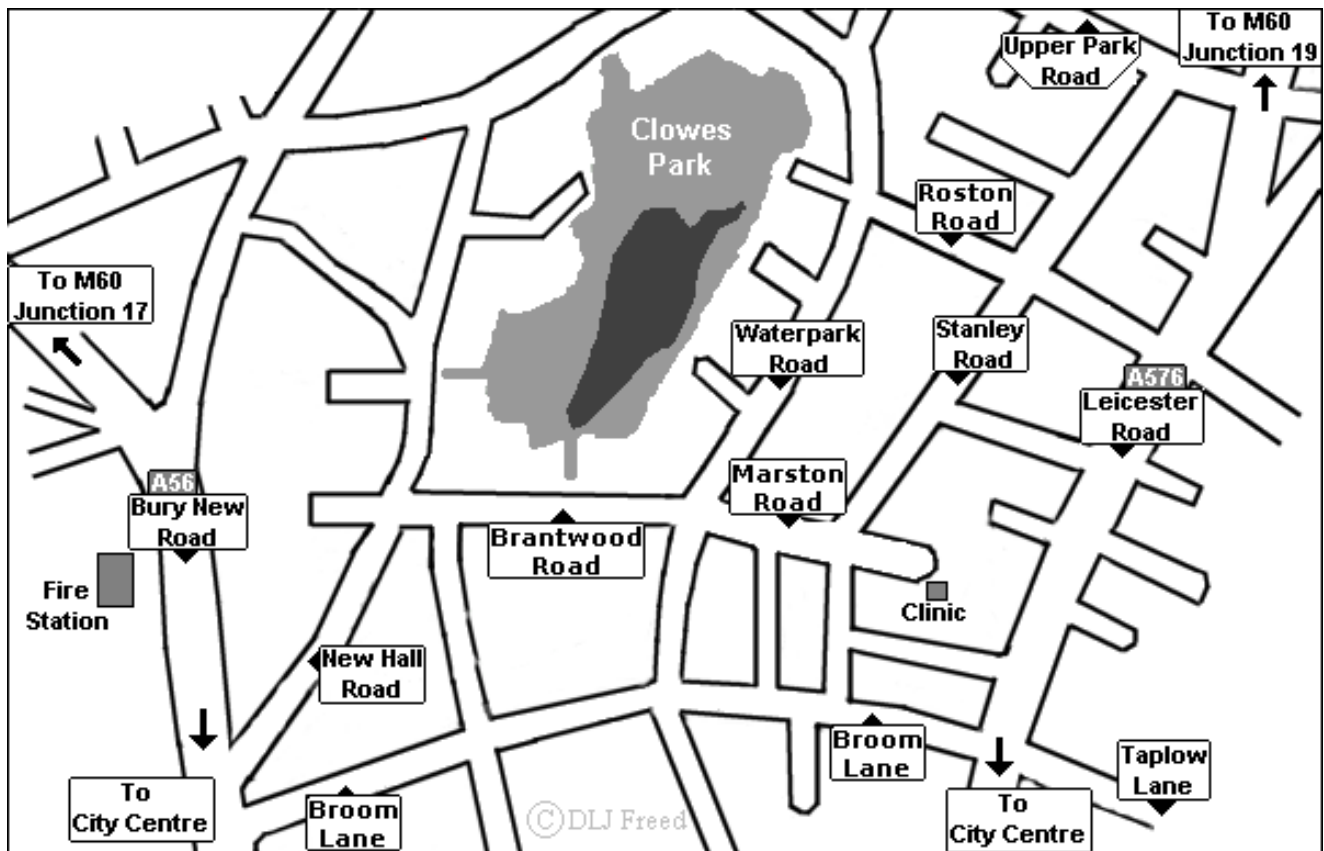 To M60
Junction 19
Upper Park
Road
Clowes
Park
Roston
Road
To M60
Junction 17
Waterpark
Road
Stanley
Road
A576
Leicester
Road
A56
Bury New
Road
Marston
Road
Brantwood
Road
Fire
Station
Clinic
New Hall
Road
Broom
Lane
Taplow
Lane
To
City Centre
Broom
Lane
©DLJ Freed
To
City Centre